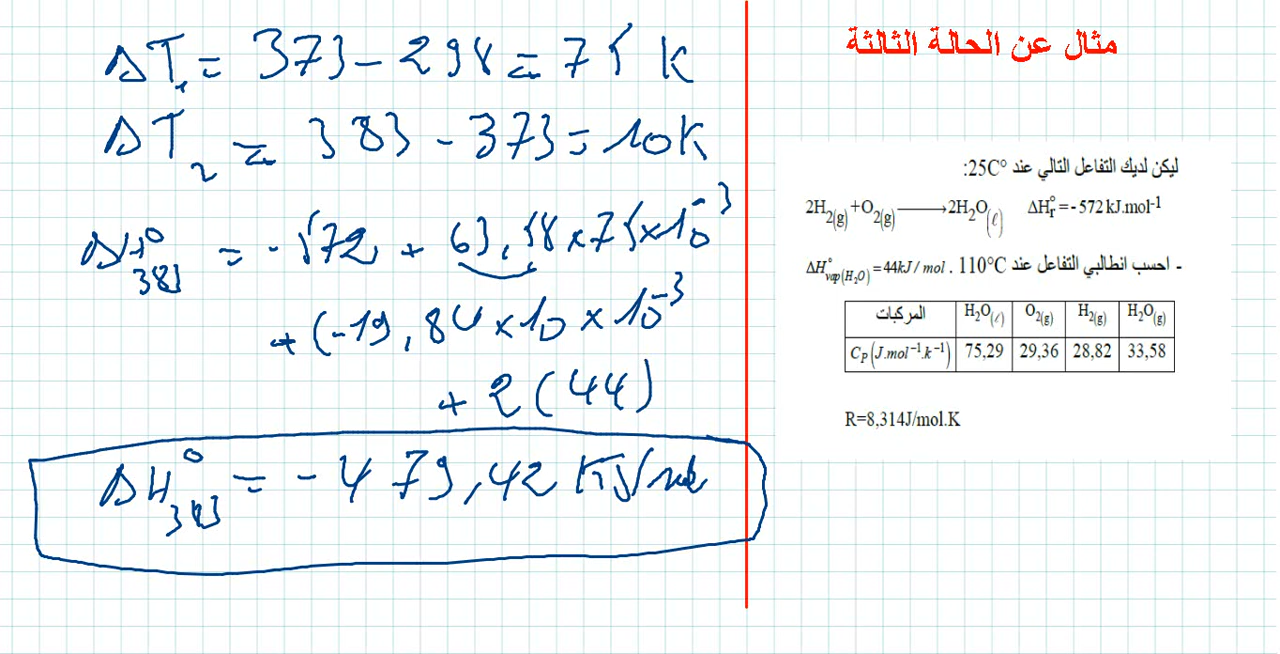 مثال عن الحالة الثالثة
ΔT₁ = 373 - 298 = 75 K
ΔT₂ = 383 - 373 = 10K
ΔH°₃₈₃ = -572 + 63,58 x 75 x 10⁻³
+ (-19,84 x 10 x 10⁻³
+ 2 (44)
ΔH°₃₈₃ = -479,42 KJ/mol
ليكن لديك التفاعل التالي عند 25C°:
2H₂(g) + O₂(g) ⟶ 2H₂O(ℓ) ΔH°r = -572 kJ.mol⁻¹
- احسب انطالبي التفاعل عند 110°C . ΔH°vap(H₂O) = 44kJ / mol
المركبات H₂O(ℓ) O₂(g) H₂(g) H₂O(g)
Cp (J.mol⁻¹.k⁻¹) 75,29 29,36 28,82 33,58
R=8,314J/mol.K